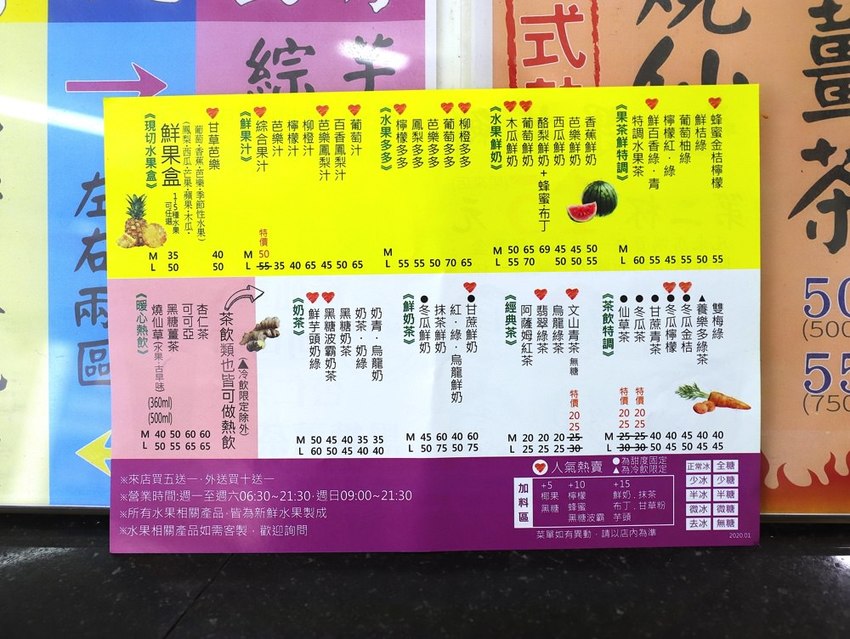 綜
燒仙
薑
茶
式
左右兩區
50
(500
55
(750
《果茶鮮特調》
特調水果茶
鮮百香綠・青
檸檬紅・綠
葡萄柚綠
鮮桔綠
蜂蜜金桔檸檬
M
L 60 55 55 50 50 55
《水果鮮奶》
木瓜鮮奶
葡萄鮮奶
酪梨鮮奶+蜂蜜・布丁
西瓜鮮奶
芭樂鮮奶
香蕉鮮奶
M 50 65 69 45 45 50
L 55 70 50 50 55
《水果多多》
檸檬多多
鳳梨多多
芭樂多多
葡萄多多
柳橙多多
M
L 55 55 50 70 65
《鮮果汁》
綜合果汁
芭樂汁
檸檬汁
柳橙汁
芭樂鳳梨汁
百香鳳梨汁
葡萄汁
特價
50
M
L 55 35 40 65 45 50 65
《現切水果盒》
鮮果盒
1~5種水果可任選
(鳳梨・西瓜・芒果・蘋果・木瓜・
葡萄・香蕉・芭樂・季節性水果)
甘草芭樂
M 35 40
L 50 50
《茶飲特調》
仙草茶
冬瓜茶
甘蔗青茶
冬瓜檸檬
冬瓜金桔
養樂多綠茶
雙梅綠
特價 特價
20 20
25 25
M 25 25 40 40 40 40 40
L 30 30 50 45 45 45 45
《經典茶》
阿薩姆紅茶
翡翠綠茶
烏龍綠茶
文山青茶 無糖
特價
20
25
M 20 20 20 25
L 25 25 25 30
《鮮奶茶》
冬瓜鮮奶
抹茶鮮奶
紅・綠・烏龍鮮奶
甘蔗鮮奶
M 45 60 40 60
L 60 75 50 75
《奶茶》
鮮芋頭奶綠
黑糖波霸奶茶
黑糖奶茶
奶茶・奶綠
奶青・烏龍奶
M 50 45 40 35 35
L 60 50 45 40 40
《暖心熱飲》
燒仙草(水果・古早味)
黑糖薑茶
可可亞
杏仁茶
(360ml)
(500ml)
M 40 50 60 60
L 50 55 65 65
茶飲類也皆可做熱飲
(▲冷飲限定除外)
※來店買五送一・外送買十送一
※營業時間:週一至週六06:30~21:30・週日09:00~21:30
※所有水果相關產品・皆為新鮮水果製成
※水果相關產品如需客製・歡迎詢問
人氣熱賣
●為甜度固定
▲為冷飲限定
加料區
+5 +10 +15
椰果 檸檬 鮮奶・抹茶
黑糖 蜂蜜 布丁・甘草粉
黑糖波霸 芋頭
菜單如有異動，請以店內為準
正常冰 全糖
少冰 少糖
半冰 半糖
微冰 微糖
去冰 無糖
2020.01